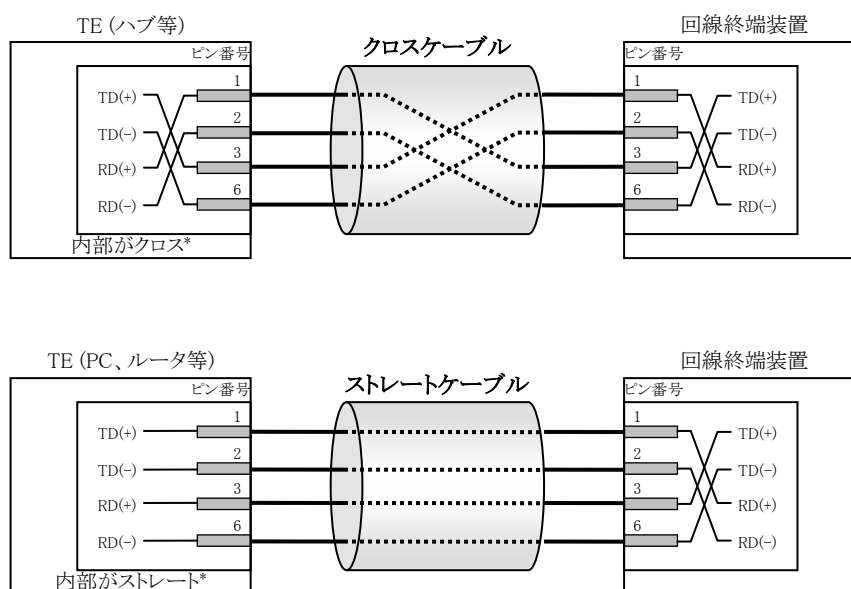 TE (ハブ等)
クロスケーブル
回線終端装置
ピン番号
ピン番号
TD(+)
1
1
TD(+)
TD(-)
2
2
TD(-)
RD(+)
3
3
RD(+)
RD(-)
6
6
RD(-)
内部がクロス*
TE (PC、ルータ等)
ストレートケーブル
回線終端装置
ピン番号
ピン番号
TD(+)
1
1
TD(+)
TD(-)
2
2
TD(-)
RD(+)
3
3
RD(+)
RD(-)
6
6
RD(-)
内部がストレート*